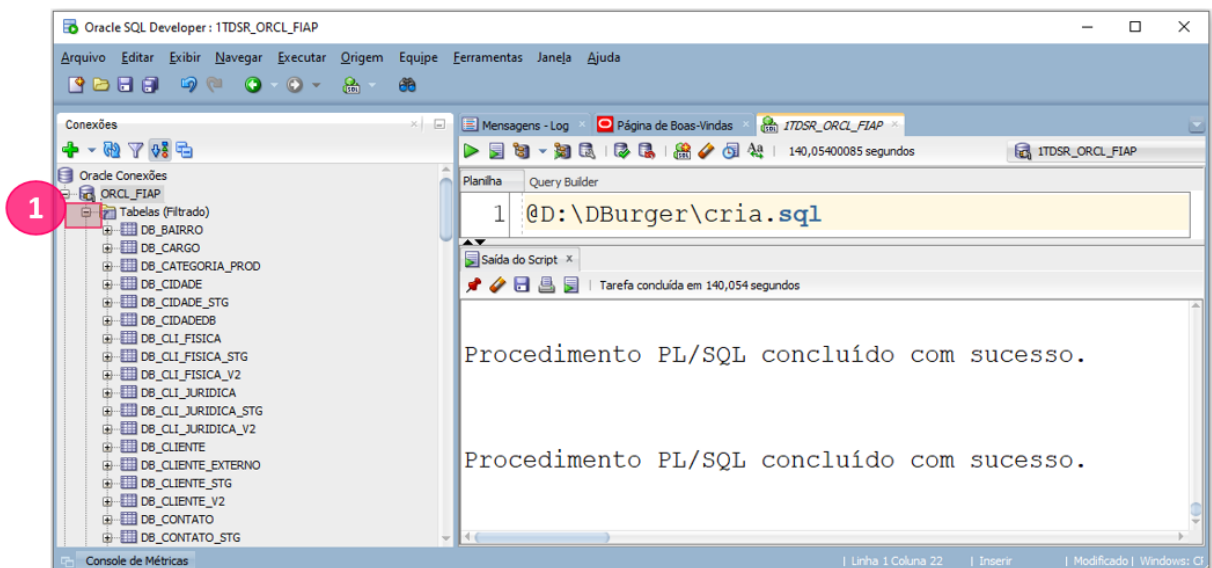 Oracle SQL Developer : 1TDSR_ORCL_FIAP
Arquivo Editar Exibir Navegar Executar Origem Equipe Ferramentas Janela Ajuda
Conexões
Mensagens - Log
Página de Boas-Vindas
1TDSR_ORCL_FIAP
140,05400085 segundos
1TDSR_ORCL_FIAP
Planilha Query Builder
1 @D:\DBurger\cria.sql
Saída do Script
Tarefa concluída em 140,054 segundos
Procedimento PL/SQL concluído com sucesso.
Procedimento PL/SQL concluído com sucesso.
Oracle Conexões
ORCL_FIAP
1
Tabelas (Filtrado)
DB_BAIRRO
DB_CARGO
DB_CATEGORIA_PROD
DB_CIDADE
DB_CIDADE_STG
DB_CIDADEDB
DB_CLI_FISICA
DB_CLI_FISICA_STG
DB_CLI_FISICA_V2
DB_CLI_JURIDICA
DB_CLI_JURIDICA_STG
DB_CLI_JURIDICA_V2
DB_CLIENTE
DB_CLIENTE_EXTERNO
DB_CLIENTE_STG
DB_CLIENTE_V2
DB_CONTATO
DB_CONTATO_STG
Console de Métricas
| Linha 1 Coluna 22 | Inserir | Modificado | Windows: